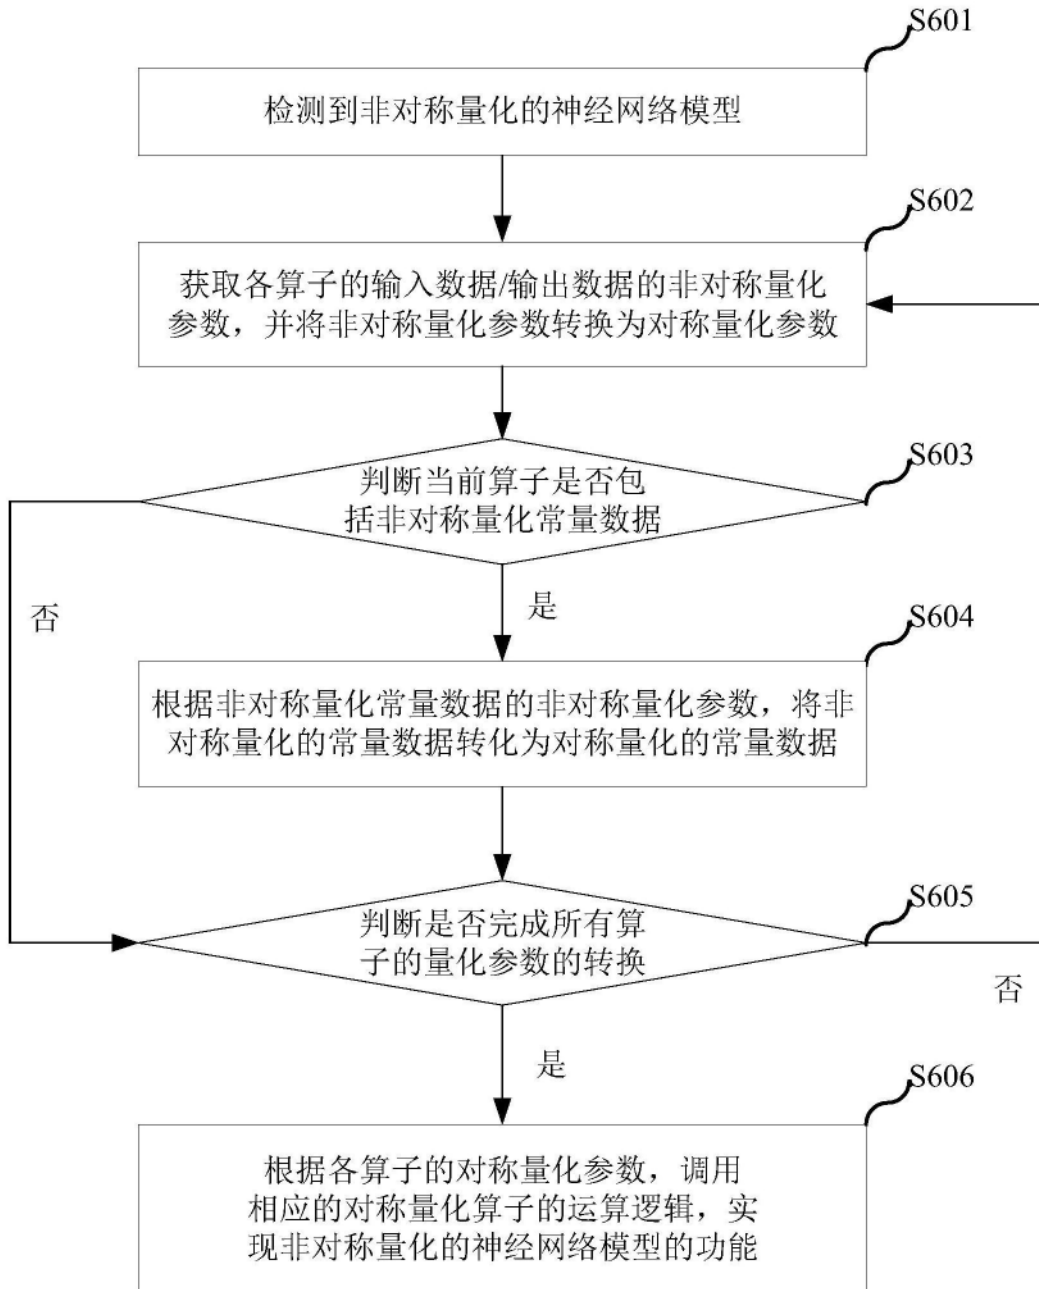 S601
检测到非对称量化的神经网络模型
S602
获取各算子的输入数据/输出数据的非对称量化
参数，并将非对称量化参数转换为对称量化参数
S603
判断当前算子是否包
括非对称量化常量数据
否
是
S604
根据非对称量化常量数据的非对称量化参数，将非
对称量化的常量数据转化为对称量化的常量数据
S605
判断是否完成所有算
子的量化参数的转换
否
是
S606
根据各算子的对称量化参数，调用
相应的对称量化算子的运算逻辑，实
现非对称量化的神经网络模型的功能